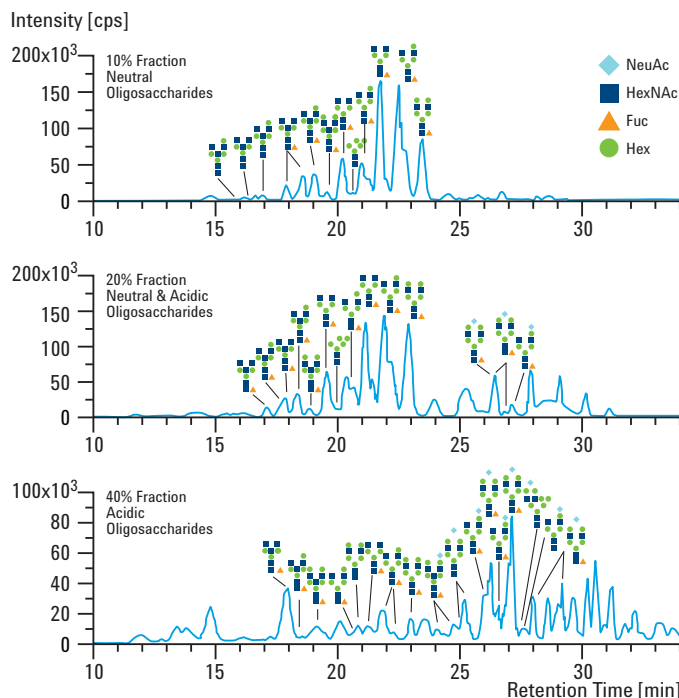 Intensity [cps]
200x10³
150
100
50
0
10% Fraction
Neutral
Oligosaccharides
NeuAc
HexNAc
Fuc
Hex
10 15 20 25 30
200x10³
150
100
50
0
20% Fraction
Neutral & Acidic
Oligosaccharides
10 15 20 25 30
100x10³
80
60
40
20
0
40% Fraction
Acidic
Oligosaccharides
10 15 20 25 30
Retention Time [min]